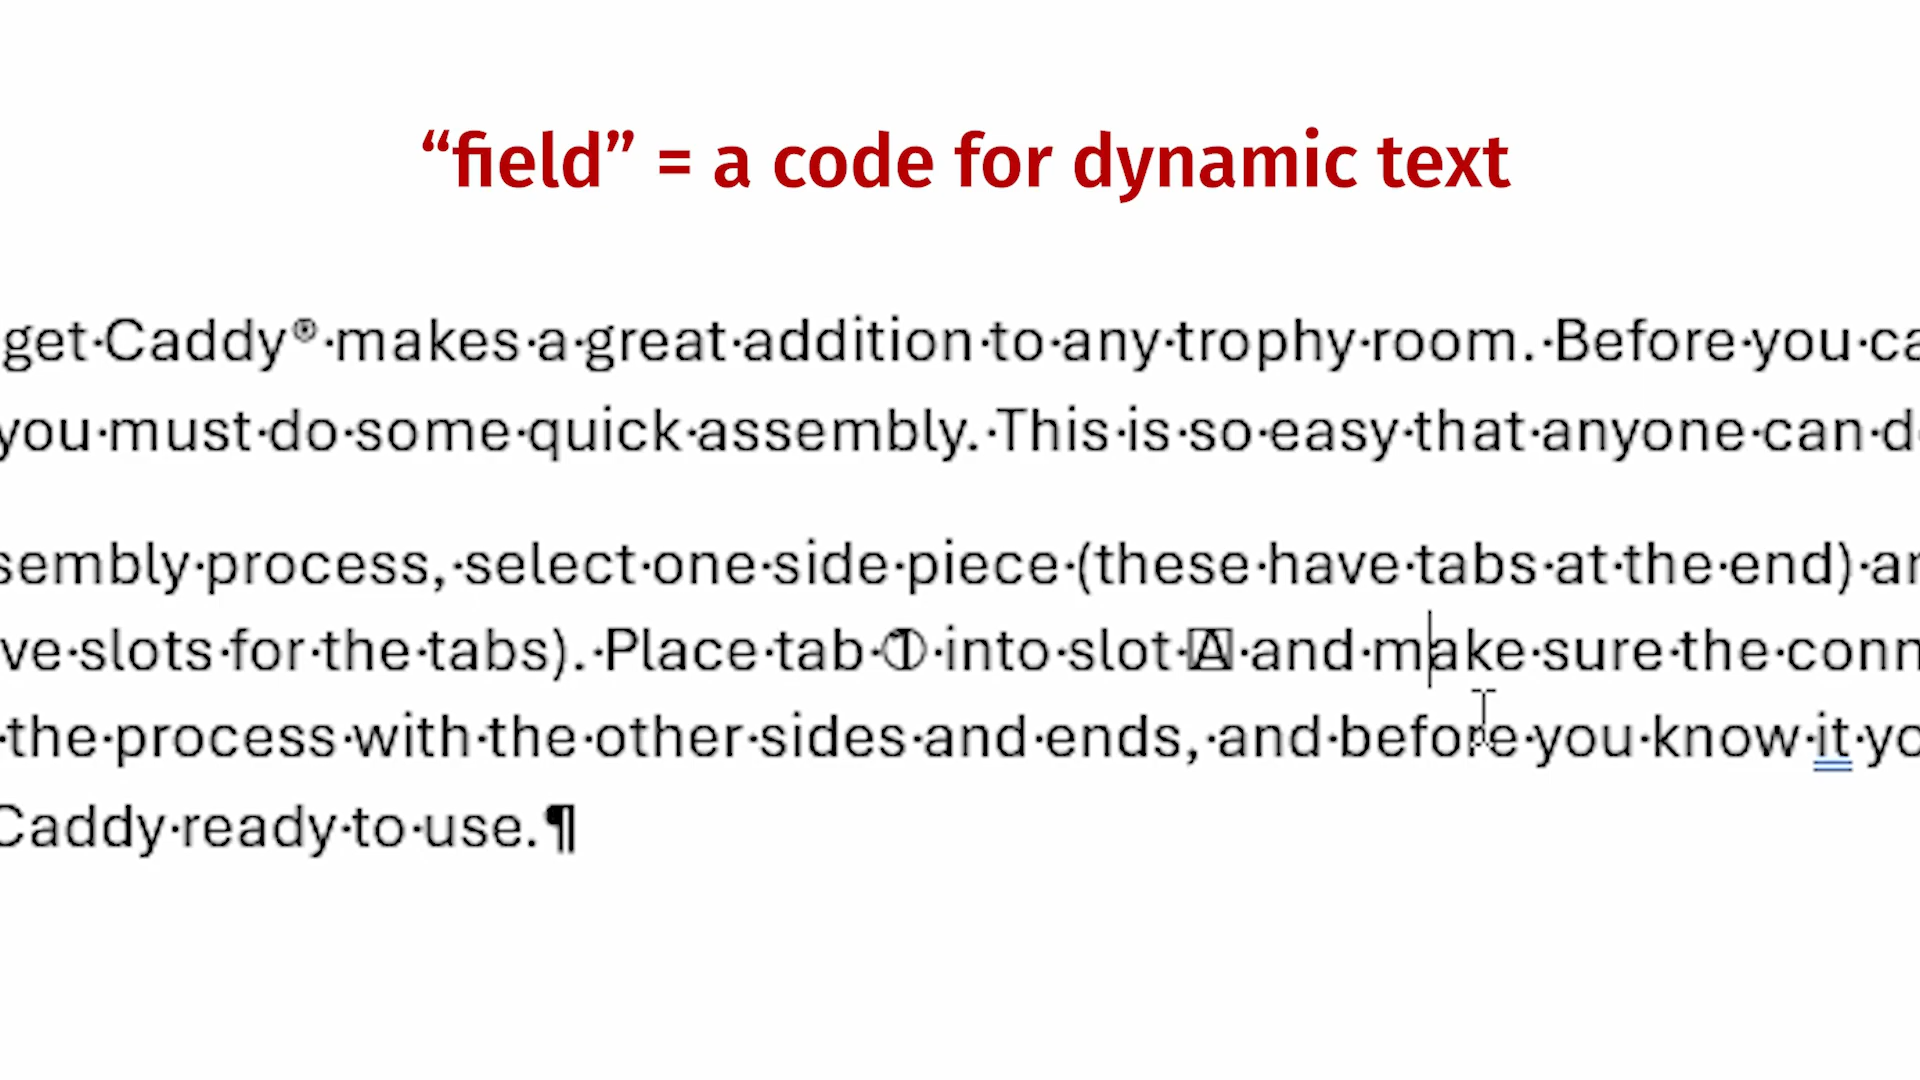 “field” = a code for dynamic text
get·Caddy®·makes·a·great·addition·to·any·trophy·room.·Before·you·ca
you·must·do·some·quick·assembly.·This·is·so·easy·that·anyone·can·d
sembly·process,·select·one·side·piece·(these·have·tabs·at·the·end)·an
ve·slots·for·the·tabs).·Place·tab·①·into·slot·🄰·and·make·sure·the·conn
·the·process·with·the·other·sides·and·ends,·and·before·you·know·it·yo
Caddy·ready·to·use.¶